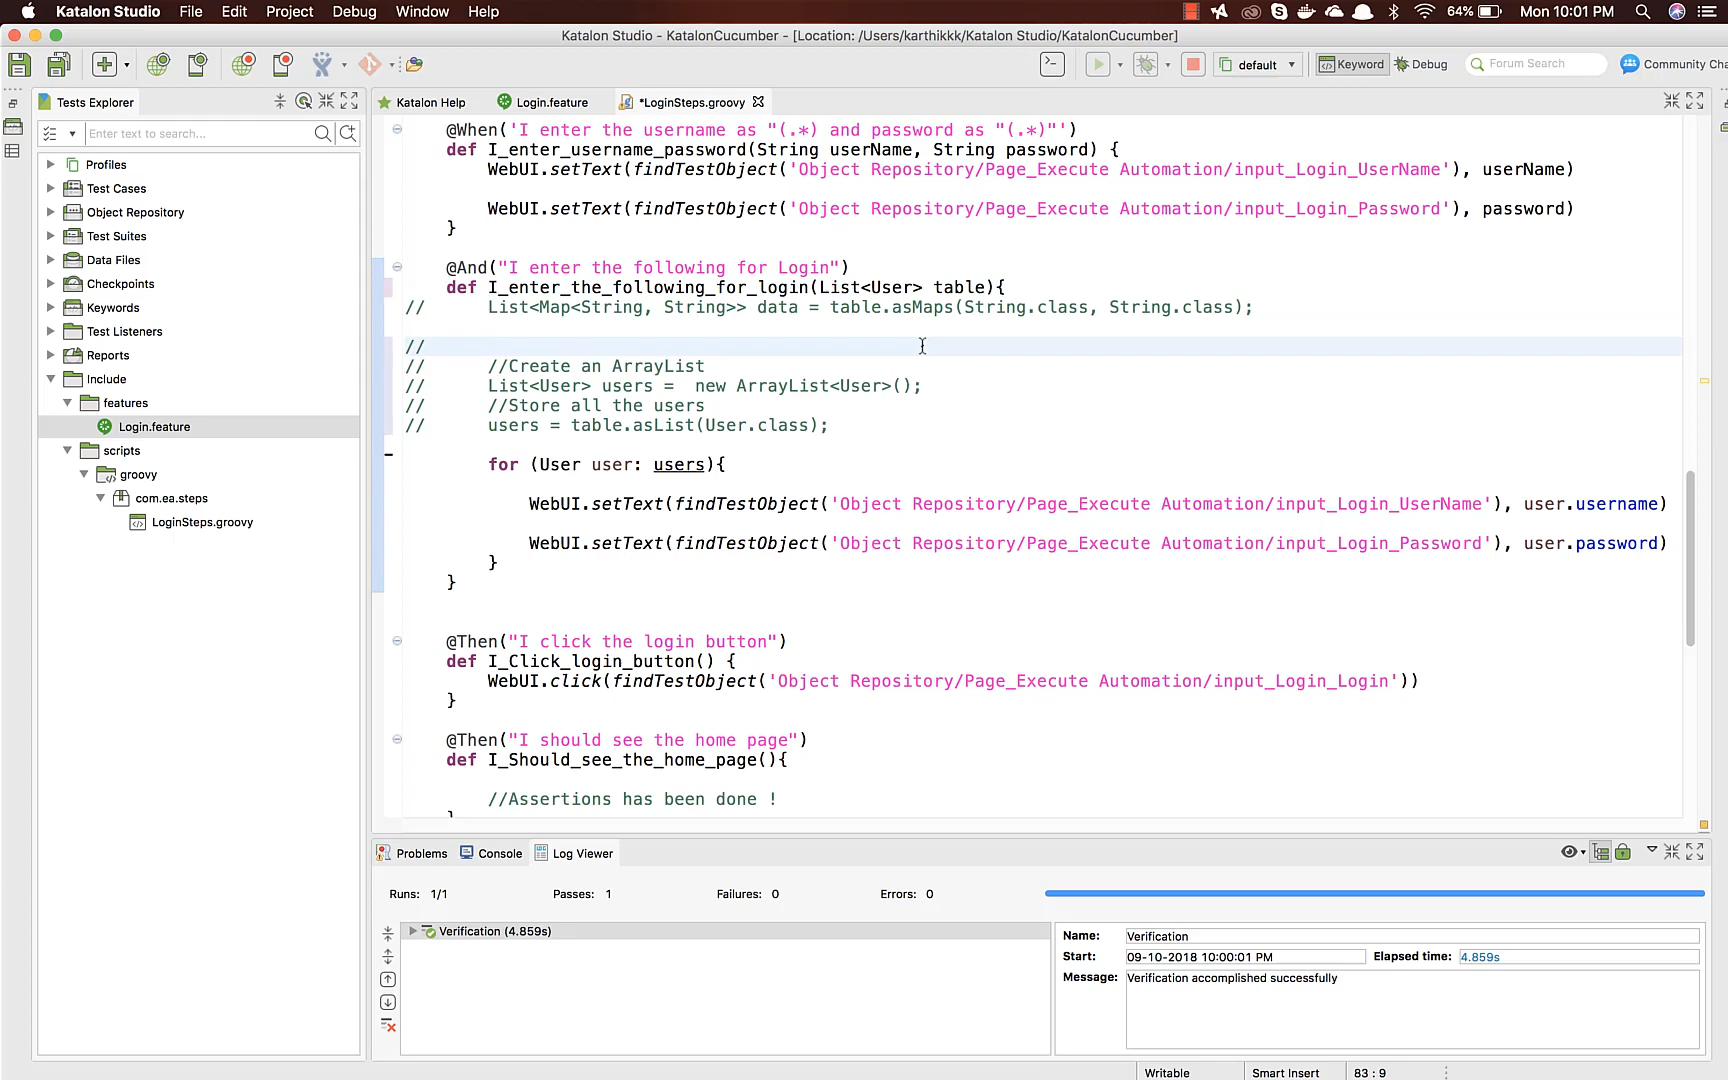 Katalon Studio File Edit Project Debug Window Help 64% Mon 10:01 PM
Katalon Studio - KatalonCucumber - [Location: /Users/karthikkk/Katalon Studio/KatalonCucumber]
default Keyword Debug Forum Search Community Cha
Tests Explorer
Enter text to search...
Profiles
Test Cases
Object Repository
Test Suites
Data Files
Checkpoints
Keywords
Test Listeners
Reports
Include
features
Login.feature
scripts
groovy
com.ea.steps
LoginSteps.groovy
Katalon Help Login.feature *LoginSteps.groovy
@When('I enter the username as "(.*) and password as "(.*)"')
def I_enter_username_password(String userName, String password) {
WebUI.setText(findTestObject('Object Repository/Page_Execute Automation/input_Login_UserName'), userName)
WebUI.setText(findTestObject('Object Repository/Page_Execute Automation/input_Login_Password'), password)
}
@And("I enter the following for Login")
def I_enter_the_following_for_login(List<User> table){
// List<Map<String, String>> data = table.asMaps(String.class, String.class);
//
// //Create an ArrayList
// List<User> users =  new ArrayList<User>();
// //Store all the users
// users = table.asList(User.class);
for (User user: users){
WebUI.setText(findTestObject('Object Repository/Page_Execute Automation/input_Login_UserName'), user.username)
WebUI.setText(findTestObject('Object Repository/Page_Execute Automation/input_Login_Password'), user.password)
}
}
@Then("I click the login button")
def I_Click_login_button() {
WebUI.click(findTestObject('Object Repository/Page_Execute Automation/input_Login_Login'))
}
@Then("I should see the home page")
def I_Should_see_the_home_page(){
//Assertions has been done !
}
Problems Console Log Viewer
Runs: 1/1 Passes: 1 Failures: 0 Errors: 0
Verification (4.859s)
Name: Verification
Start: 09-10-2018 10:00:01 PM Elapsed time: 4.859s
Message: Verification accomplished successfully
Writable Smart Insert 83 : 9